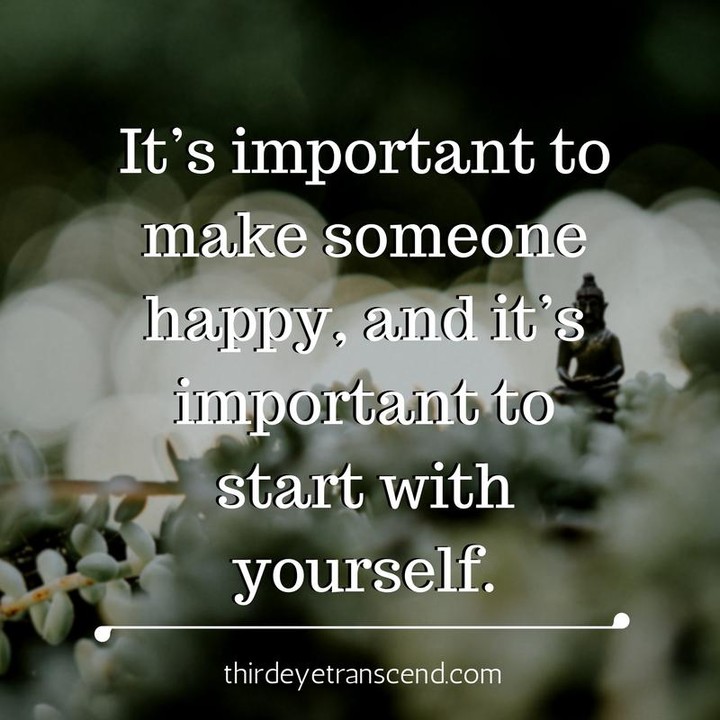 It’s important to
make someone
happy, and it’s
important to
start with
yourself.
thirdeyetranscend.com